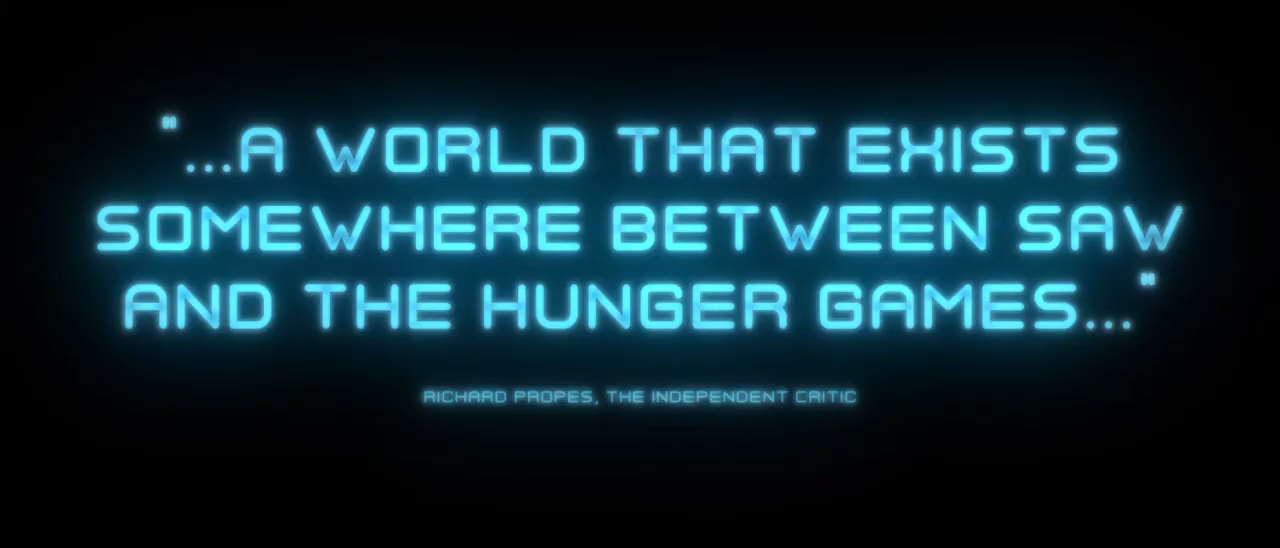 "...A WORLD THAT EXISTS
SOMEWHERE BETWEEN SAW
AND THE HUNGER GAMES..."
RICHARD PROPES, THE INDEPENDENT CRITIC